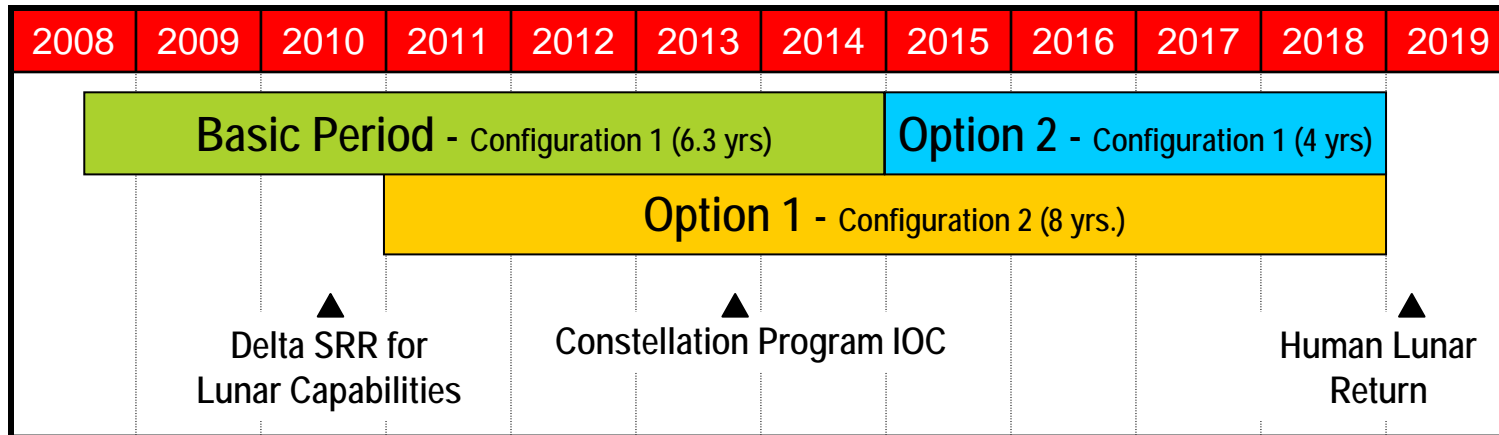 2008 2009 2010 2011 2012 2013 2014 2015 2016 2017 2018 2019
Basic Period - Configuration 1 (6.3 yrs)
Option 2 - Configuration 1 (4 yrs)
Option 1 - Configuration 2 (8 yrs.)
Delta SRR for
Lunar Capabilities
Constellation Program IOC
Human Lunar
Return